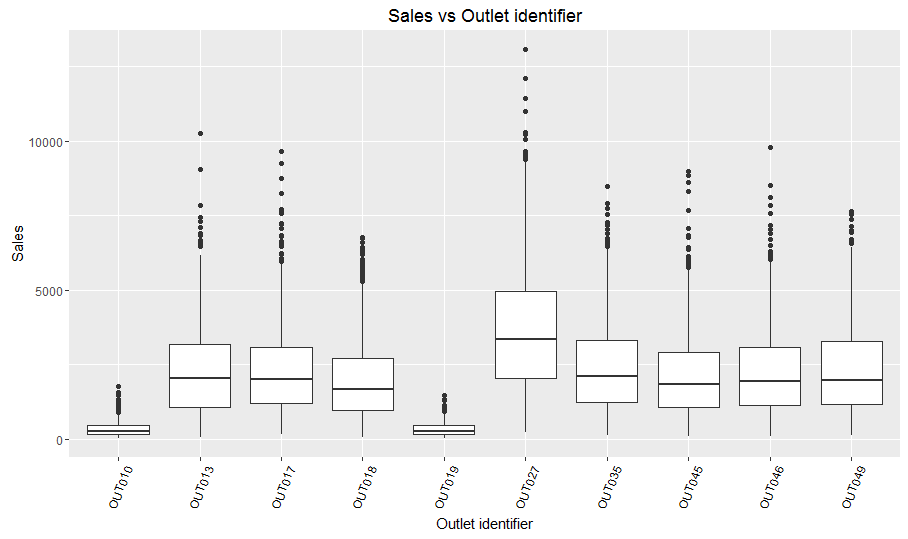 Sales vs Outlet identifier
Sales
10000
5000
0
OUT010
OUT013
OUT017
OUT018
OUT019
OUT027
OUT035
OUT045
OUT046
OUT049
Outlet identifier